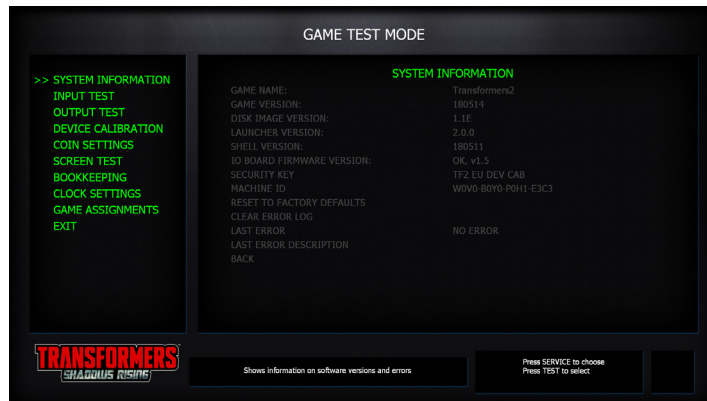 GAME TEST MODE
>> SYSTEM INFORMATION
INPUT TEST
OUTPUT TEST
DEVICE CALIBRATION
COIN SETTINGS
SCREEN TEST
BOOKKEEPING
CLOCK SETTINGS
GAME ASSIGNMENTS
EXIT
SYSTEM INFORMATION
GAME NAME: Transformers2
GAME VERSION: 180514
DISK IMAGE VERSION: 1.1E
LAUNCHER VERSION: 2.0.0
SHELL VERSION: 180511
IO BOARD FIRMWARE VERSION: OK, v1.5
SECURITY KEY TF2 EU DEV CAB
MACHINE ID W0V0-B0Y0-P0H1-E3C3
RESET TO FACTORY DEFAULTS
CLEAR ERROR LOG
LAST ERROR NO ERROR
LAST ERROR DESCRIPTION
BACK
TRANSFORMERS
SHADOWS RISING
Shows information on software versions and errors
Press SERVICE to choose
Press TEST to select